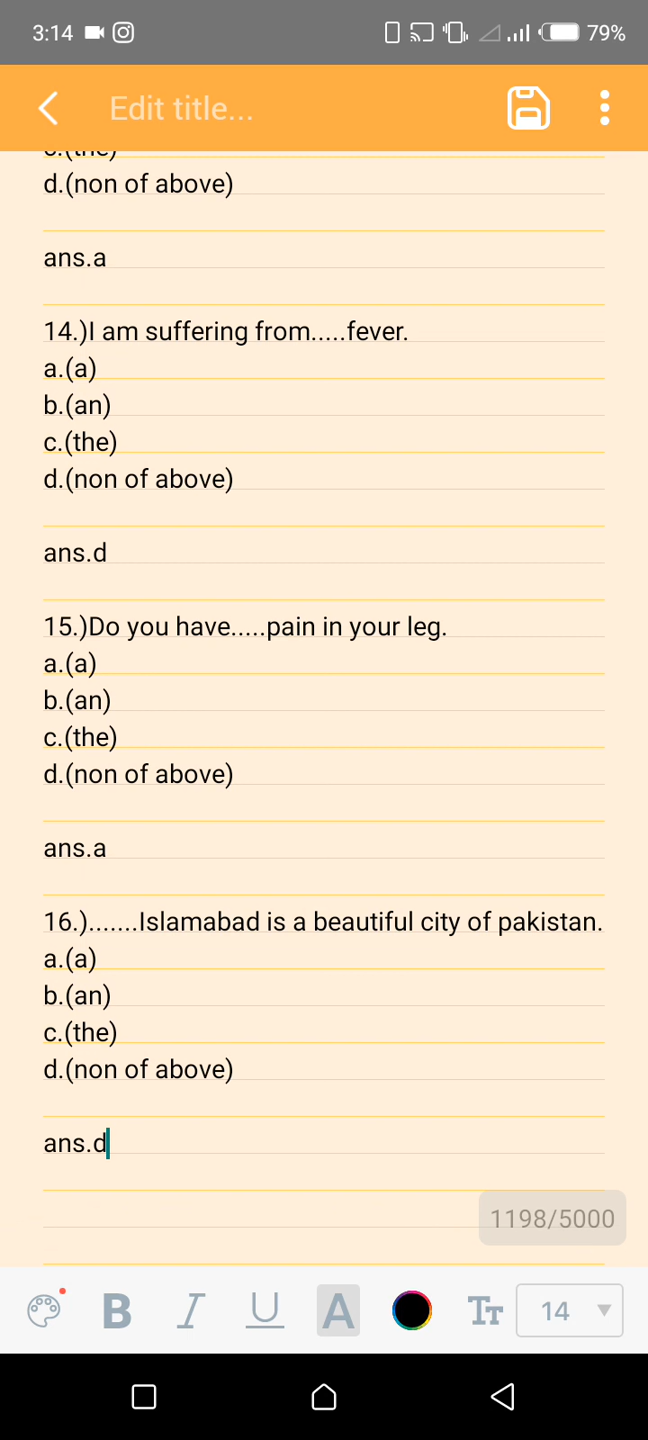 3:14
79%
Edit title...
c.(the)
d.(non of above)
ans.a
14.)I am suffering from.....fever.
a.(a)
b.(an)
c.(the)
d.(non of above)
ans.d
15.)Do you have.....pain in your leg.
a.(a)
b.(an)
c.(the)
d.(non of above)
ans.a
16.).......Islamabad is a beautiful city of pakistan.
a.(a)
b.(an)
c.(the)
d.(non of above)
ans.d
1198/5000
B I U A TT 14